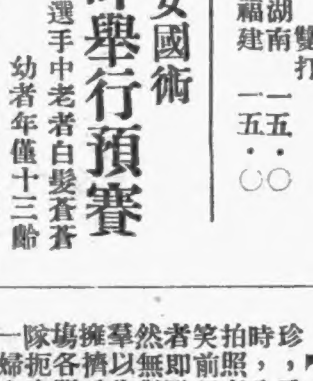 雙打
湖南 一五・〇
福建 一五・〇
女國術
舉行預賽
選手中老者白髮蒼蒼
幼者年僅十三齡
珍，
時，
拍照
笑前
者即
然無
羣以
擁擠
塲各
隊扼
一婦